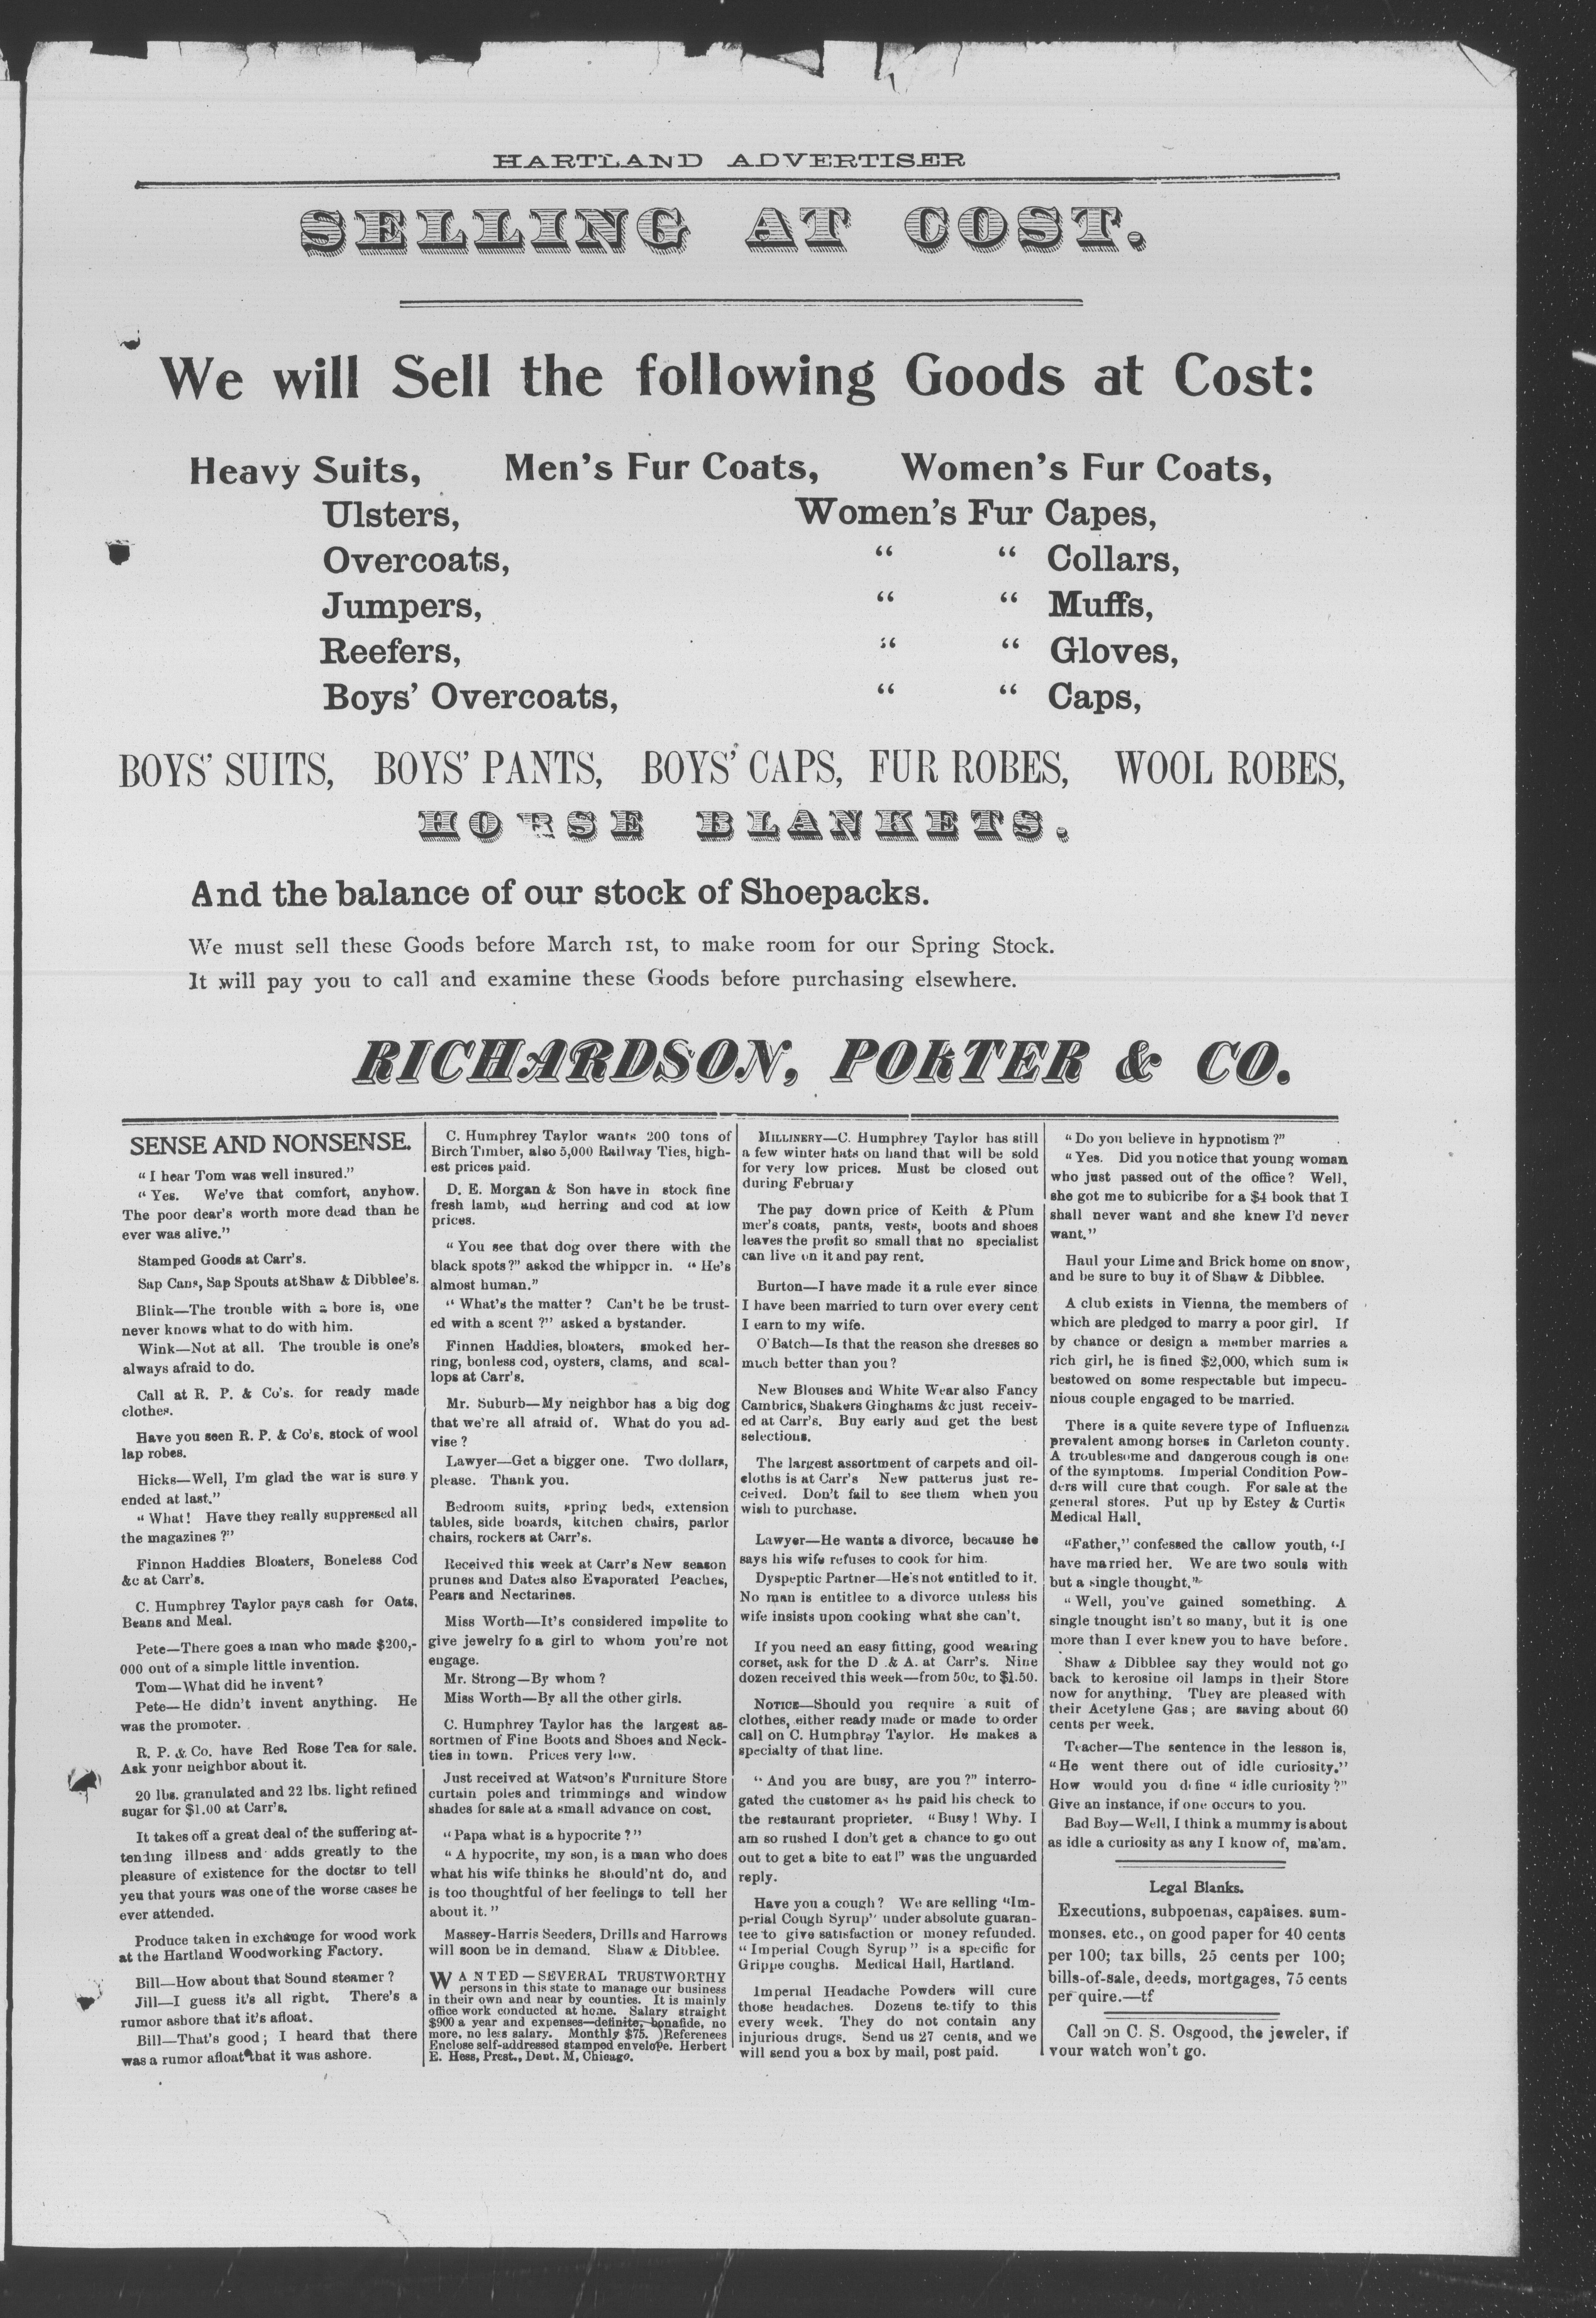 HARTLAND ADVERTISER
SELLING AT COST.
We will Sell the following Goods at Cost:
Heavy Suits, Men's Fur Coats, Women's Fur Coats,
Ulsters, Women's Fur Capes,
Overcoats, " " Collars,
Jumpers, " " Muffs,
Reefers, " " Gloves,
Boys' Overcoats, " " Caps,
BOYS' SUITS, BOYS' PANTS, BOYS' CAPS, FUR ROBES, WOOL ROBES,
HORSE BLANKETS.
And the balance of our stock of Shoepacks.
We must sell these Goods before March 1st, to make room for our Spring Stock.
It will pay you to call and examine these Goods before purchasing elsewhere.
RICHARDSON, PORTER & CO.
SENSE AND NONSENSE.
"I hear Tom was well insured."
"Yes. We've that comfort, anyhow.
The poor dear's worth more dead than he
ever was alive."
Stamped Goods at Carr's.
Sap Cans, Sap Spouts at Shaw & Dibblee's.
Blink—The trouble with a bore is, one
never knows what to do with him.
Wink—Not at all. The trouble is one's
always afraid to do.
Call at R. P. & Co's. for ready made
clothes.
Have you seen R. P. & Co's. stock of wool
lap robes.
Hicks—Well, I'm glad the war is sure y
ended at last."
"What! Have they really suppressed all
the magazines?"
Finnon Haddies Bloaters, Boneless Cod
&c at Carr's.
C. Humphrey Taylor pays cash for Oats,
Beans and Meal.
Pete—There goes a man who made $200,-
000 out of a simple little invention.
Tom—What did he invent?
Pete—He didn't invent anything. He
was the promoter.
R. P. & Co. have Red Rose Tea for sale.
Ask your neighbor about it.
20 lbs. granulated and 22 lbs. light refined
sugar for $1.00 at Carr's.
It takes off a great deal of the suffering at-
tending illness and adds greatly to the
pleasure of existence for the docter to tell
yeu that yours was one of the worse cases he
ever attended.
Produce taken in exchange for wood work
at the Hartland Woodworking Factory.
Bill—How about that Sound steamer?
Jill—I guess it's all right. There's a
rumor ashore that it's afloat.
Bill—That's good; I heard that there
was a rumor afloat that it was ashore.
C. Humphrey Taylor wants 200 tons of
Birch Timber, also 5,000 Railway Ties, high-
est prices paid.
D. E. Morgan & Son have in stock fine
fresh lamb, and herring and cod at low
prices.
"You see that dog over there with the
black spots?" asked the whipper in. "He's
almost human."
"What's the matter? Can't he be trust-
ed with a scent?" asked a bystander.
Finnen Haddies, bloaters, smoked her-
ring, bonless cod, oysters, clams, and scal-
lops at Carr's.
Mr. Suburb—My neighbor has a big dog
that we're all afraid of. What do you ad-
vise?
Lawyer—Get a bigger one. Two dollars,
please. Thank you.
Bedroom suits, spring beds, extension
tables, side boards, kitchen chairs, parlor
chairs, rockers at Carr's.
Received this week at Carr's New season
prunes and Dates also Evaporated Peaches,
Pears and Nectarines.
Miss Worth—It's considered impolite to
give jewelry fo a girl to whom you're not
engage.
Mr. Strong—By whom?
Miss Worth—By all the other girls.
C. Humphrey Taylor has the largest as-
sortmen of Fine Boots and Shoes and Neck-
ties in town. Prices very low.
Just received at Watson's Furniture Store
curtain poles and trimmings and window
shades for sale at a small advance on cost.
"Papa what is a hypocrite?"
"A hypocrite, my son, is a man who does
what his wife thinks he should'nt do, and
is too thoughtful of her feelings to tell her
about it."
Massey-Harris Seeders, Drills and Harrows
will soon be in demand. Shaw & Dibblee.
WANTED—SEVERAL TRUSTWORTHY
persons in this state to manage our business
in their own and near by counties. It is mainly
office work conducted at home. Salary straight
$900 a year and expenses—definite, bonafide, no
more, no less salary. Monthly $75. References
Enclose self-addressed stamped envelope. Herbert
E. Hess, Prest., Dept. M, Chicago.
MILLINERY—C. Humphrey Taylor has still
a few winter hats on hand that will be sold
for very low prices. Must be closed out
during February
The pay down price of Keith & Plum
mer's coats, pants, vests, boots and shoes
leaves the profit so small that no specialist
can live on it and pay rent.
Burton—I have made it a rule ever since
I have been married to turn over every cent
I earn to my wife.
O'Batch—Is that the reason she dresses so
much better than you?
New Blouses and White Wear also Fancy
Cambrics, Shakers Ginghams &c just receiv-
ed at Carr's. Buy early and get the best
selections.
The largest assortment of carpets and oil-
cloths is at Carr's New patterns just re-
ceived. Don't fail to see them when you
wish to purchase.
Lawyer—He wants a divorce, because he
says his wife refuses to cook for him.
Dyspeptic Partner—He's not entitled to it.
No man is entitlee to a divorce unless his
wife insists upon cooking what she can't.
If you need an easy fitting, good wearing
corset, ask for the D & A. at Carr's. Nine
dozen received this week—from 50c. to $1.50.
NOTICE—Should you require a suit of
clothes, either ready made or made to order
call on C. Humphray Taylor. He makes a
specialty of that line.
"And you are busy, are you?" interro-
gated the customer as he paid his check to
the restaurant proprieter. "Busy! Why. I
am so rushed I don't get a chance to go out
out to get a bite to eat!" was the unguarded
reply.
Have you a cough? We are selling "Im-
perial Cough Syrup" under absolute guaran-
tee to give satisfaction or money refunded.
"Imperial Cough Syrup" is a specific for
Grippe coughs. Medical Hall, Hartland.
Imperial Headache Powders will cure
those headaches. Dozens testify to this
every week. They do not contain any
injurious drugs. Send us 27 cents, and we
will send you a box by mail, post paid.
"Do you believe in hypnotism?"
"Yes. Did you notice that young woman
who just passed out of the office? Well,
she got me to subicribe for a $4 book that I
shall never want and she knew I'd never
want."
Haul your Lime and Brick home on snow,
and be sure to buy it of Shaw & Dibblee.
A club exists in Vienna, the members of
which are pledged to marry a poor girl. If
by chance or design a member marries a
rich girl, he is fined $2,000, which sum is
bestowed on some respectable but impecu-
nious couple engaged to be married.
There is a quite severe type of Influenza
prevalent among horses in Carleton county.
A troublesome and dangerous cough is one
of the symptoms. Imperial Condition Pow-
ders will cure that cough. For sale at the
general stores. Put up by Estey & Curtis
Medical Hall.
"Father," confessed the callow youth, "I
have married her. We are two souls with
but a single thought."
"Well, you've gained something. A
single tnought isn't so many, but it is one
more than I ever knew you to have before.
Shaw & Dibblee say they would not go
back to kerosine oil lamps in their Store
now for anything. They are pleased with
their Acetylene Gas; are saving about 60
cents per week.
Teacher—The sentence in the lesson is,
"He went there out of idle curiosity."
How would you define "idle curiosity?"
Give an instance, if one occurs to you.
Bad Boy—Well, I think a mummy is about
as idle a curiosity as any I know of, ma'am.
Legal Blanks.
Executions, subpoenas, capaises. sum-
monses. etc., on good paper for 40 cents
per 100; tax bills, 25 cents per 100;
bills-of-sale, deeds, mortgages, 75 cents
per quire.—tf
Call on C. S. Osgood, the jeweler, if
your watch won't go.